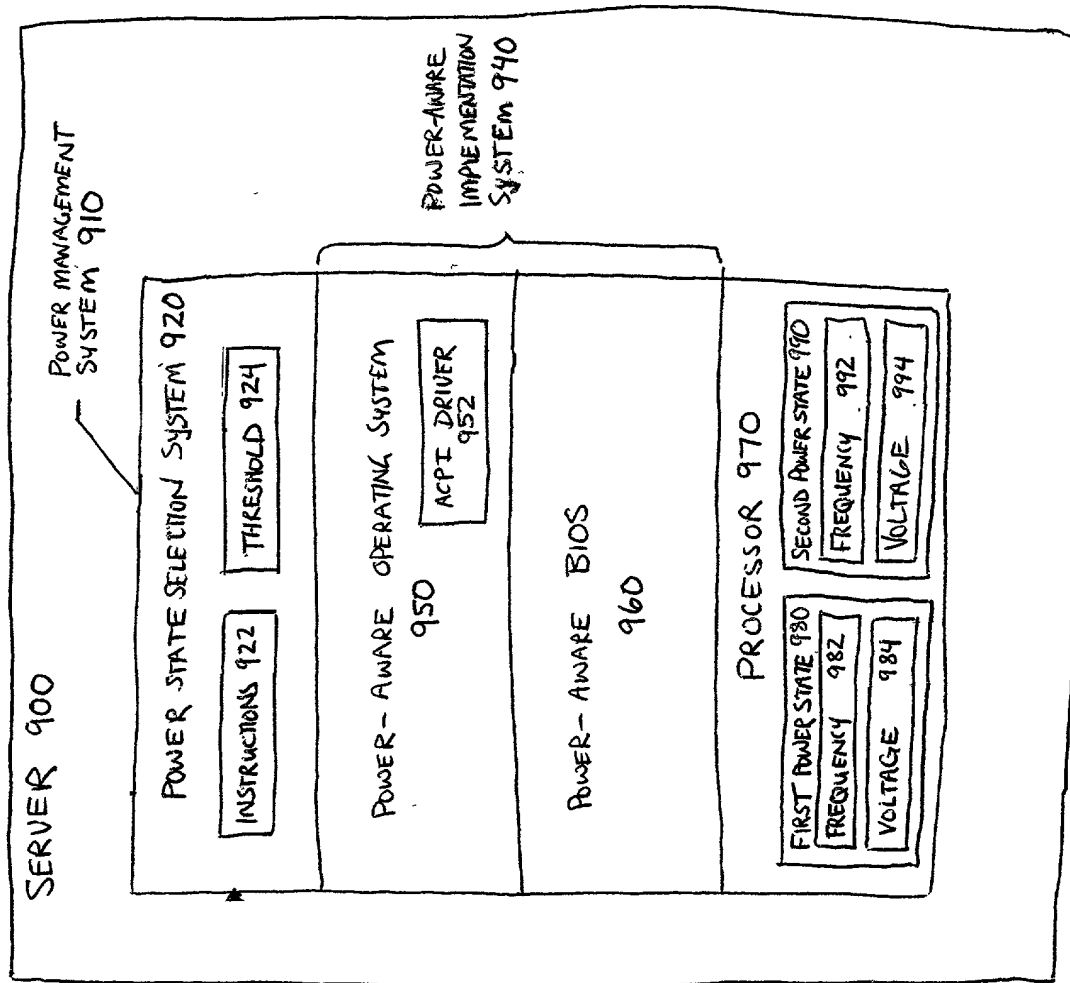 SERVER 900
POWER MANAGEMENT
SYSTEM 910
POWER STATE SELECTION SYSTEM 920
INSTRUCTIONS 922
THRESHOLD 924
POWER-AWARE
IMPLEMENTATION
SYSTEM 940
POWER-AWARE OPERATING SYSTEM
950
ACPI DRIVER
952
POWER-AWARE BIOS
960
PROCESSOR 970
FIRST POWER STATE 980
FREQUENCY 982
VOLTAGE 984
SECOND POWER STATE 990
FREQUENCY 992
VOLTAGE 994